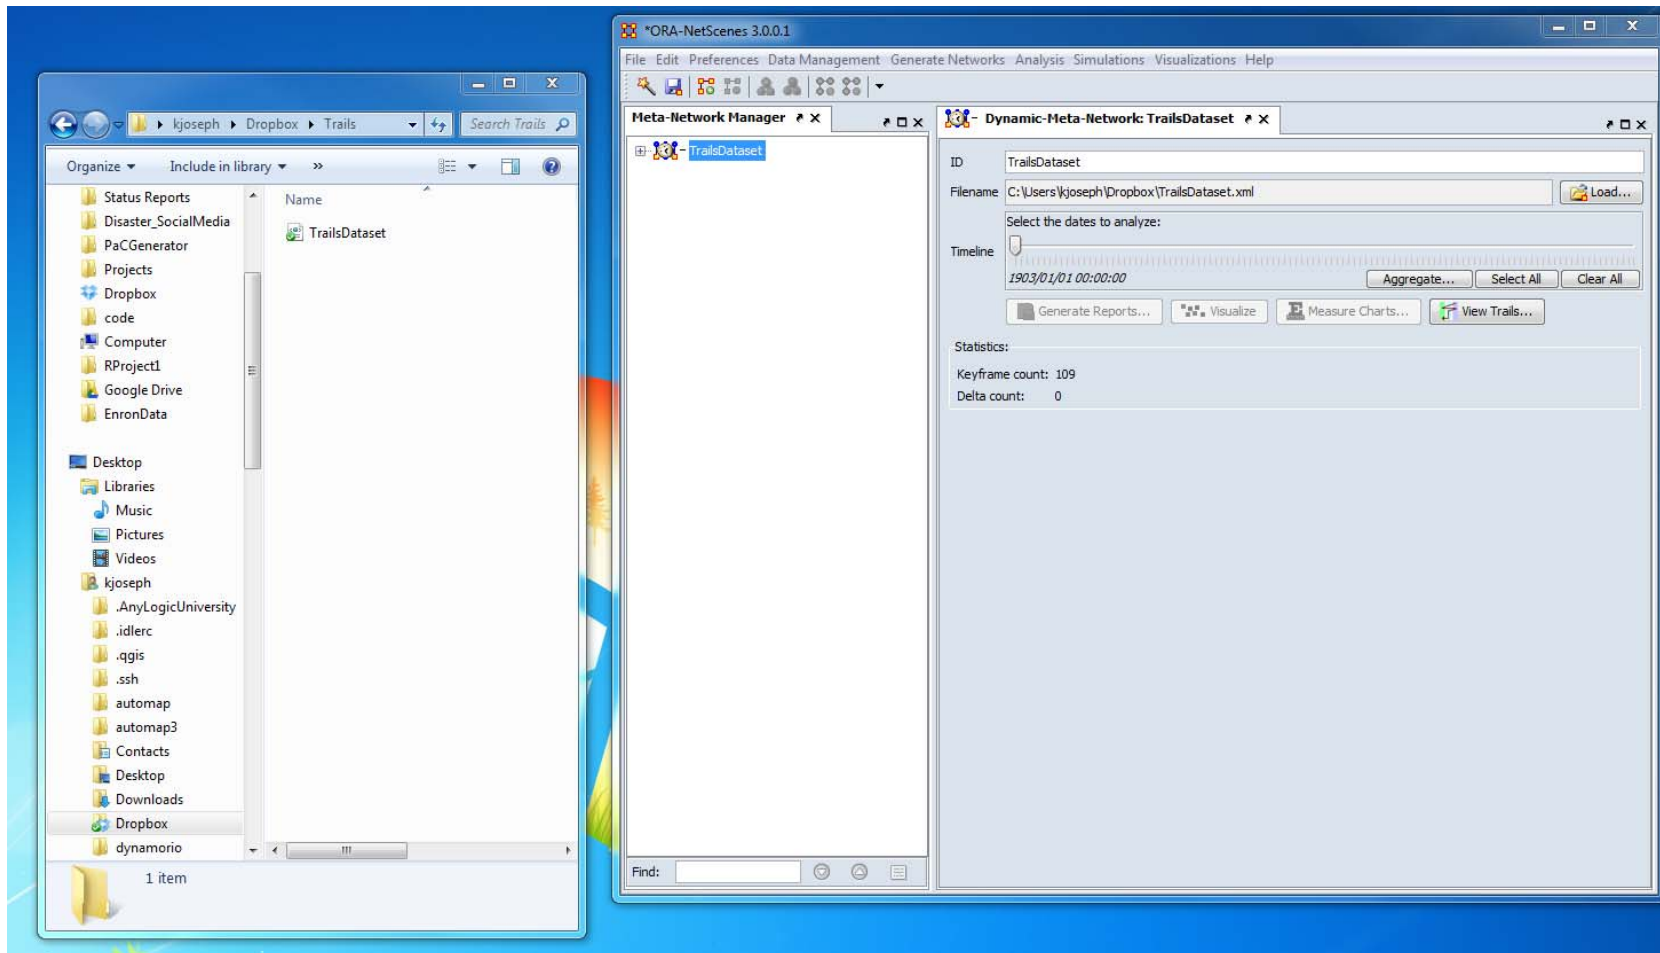 kjoseph Dropbox Trails
Search Trails
Organize Include in library »
Status Reports
Disaster_SocialMedia
PaCGenerator
Projects
Dropbox
code
Computer
RProject1
Google Drive
EnronData
Desktop
Libraries
Music
Pictures
Videos
kjoseph
.AnyLogicUniversity
.idlerc
.qgis
.ssh
automap
automap3
Contacts
Desktop
Downloads
Dropbox
dynamorio
Name
TrailsDataset
1 item
*ORA-NetScenes 3.0.0.1
File Edit Preferences Data Management Generate Networks Analysis Simulations Visualizations Help
Meta-Network Manager
TrailsDataset
Find:
Dynamic-Meta-Network: TrailsDataset
ID TrailsDataset
Filename C:\Users\kjoseph\Dropbox\TrailsDataset.xml Load...
Select the dates to analyze:
Timeline
1903/01/01 00:00:00 Aggregate... Select All Clear All
Generate Reports... Visualize Measure Charts... View Trails...
Statistics:
Keyframe count: 109
Delta count: 0